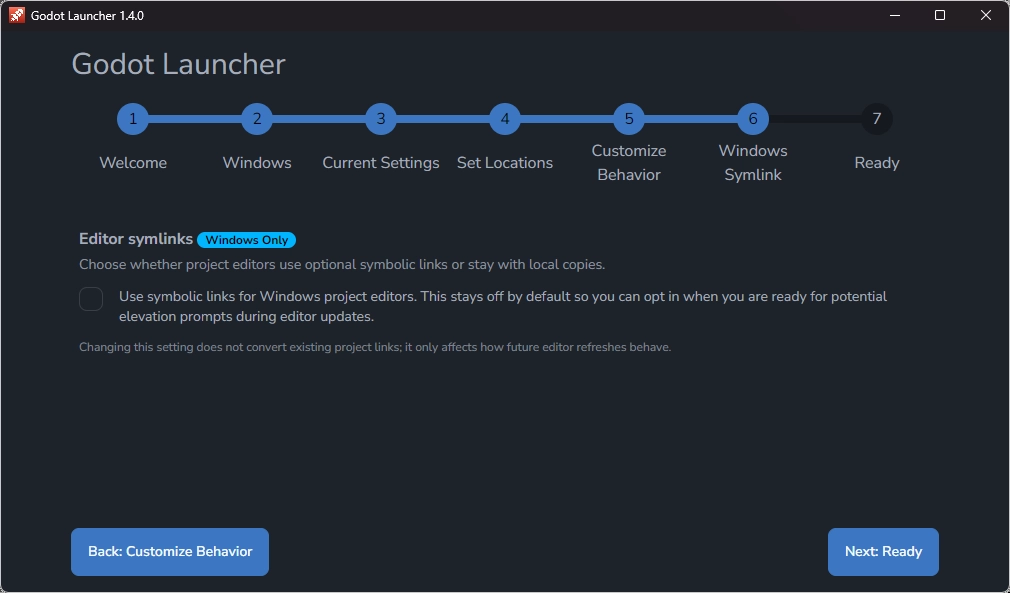 Godot Launcher 1.4.0
Godot Launcher
1
2
3
4
5
6
7
Welcome
Windows
Current Settings
Set Locations
Customize
Behavior
Windows
Symlink
Ready
Editor symlinks Windows Only
Choose whether project editors use optional symbolic links or stay with local copies.
Use symbolic links for Windows project editors. This stays off by default so you can opt in when you are ready for potential
elevation prompts during editor updates.
Changing this setting does not convert existing project links; it only affects how future editor refreshes behave.
Back: Customize Behavior
Next: Ready